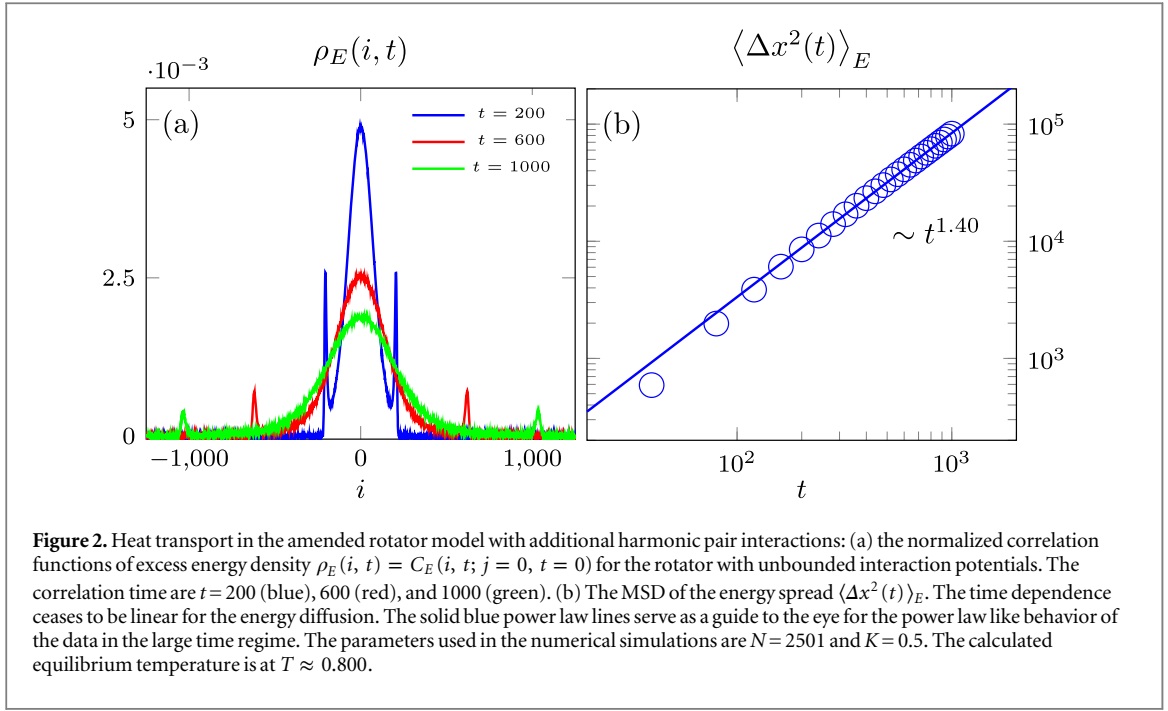 ρ_E(i, t)
·10⁻³
5
2.5
0
−1,000
0
1,000
i
(a)
t = 200
t = 600
t = 1000
⟨Δx²(t)⟩_E
(b)
∼ t^1.40
10⁵
10⁴
10³
10²
10³
t
Figure 2. Heat transport in the amended rotator model with additional harmonic pair interactions: (a) the normalized correlation
functions of excess energy density ρ_E(i, t) = C_E(i, t; j = 0, t = 0) for the rotator with unbounded interaction potentials. The
correlation time are t = 200 (blue), 600 (red), and 1000 (green). (b) The MSD of the energy spread ⟨Δx²(t)⟩_E. The time dependence
ceases to be linear for the energy diffusion. The solid blue power law lines serve as a guide to the eye for the power law like behavior of
the data in the large time regime. The parameters used in the numerical simulations are N = 2501 and K = 0.5. The calculated
equilibrium temperature is at T ≈ 0.800.